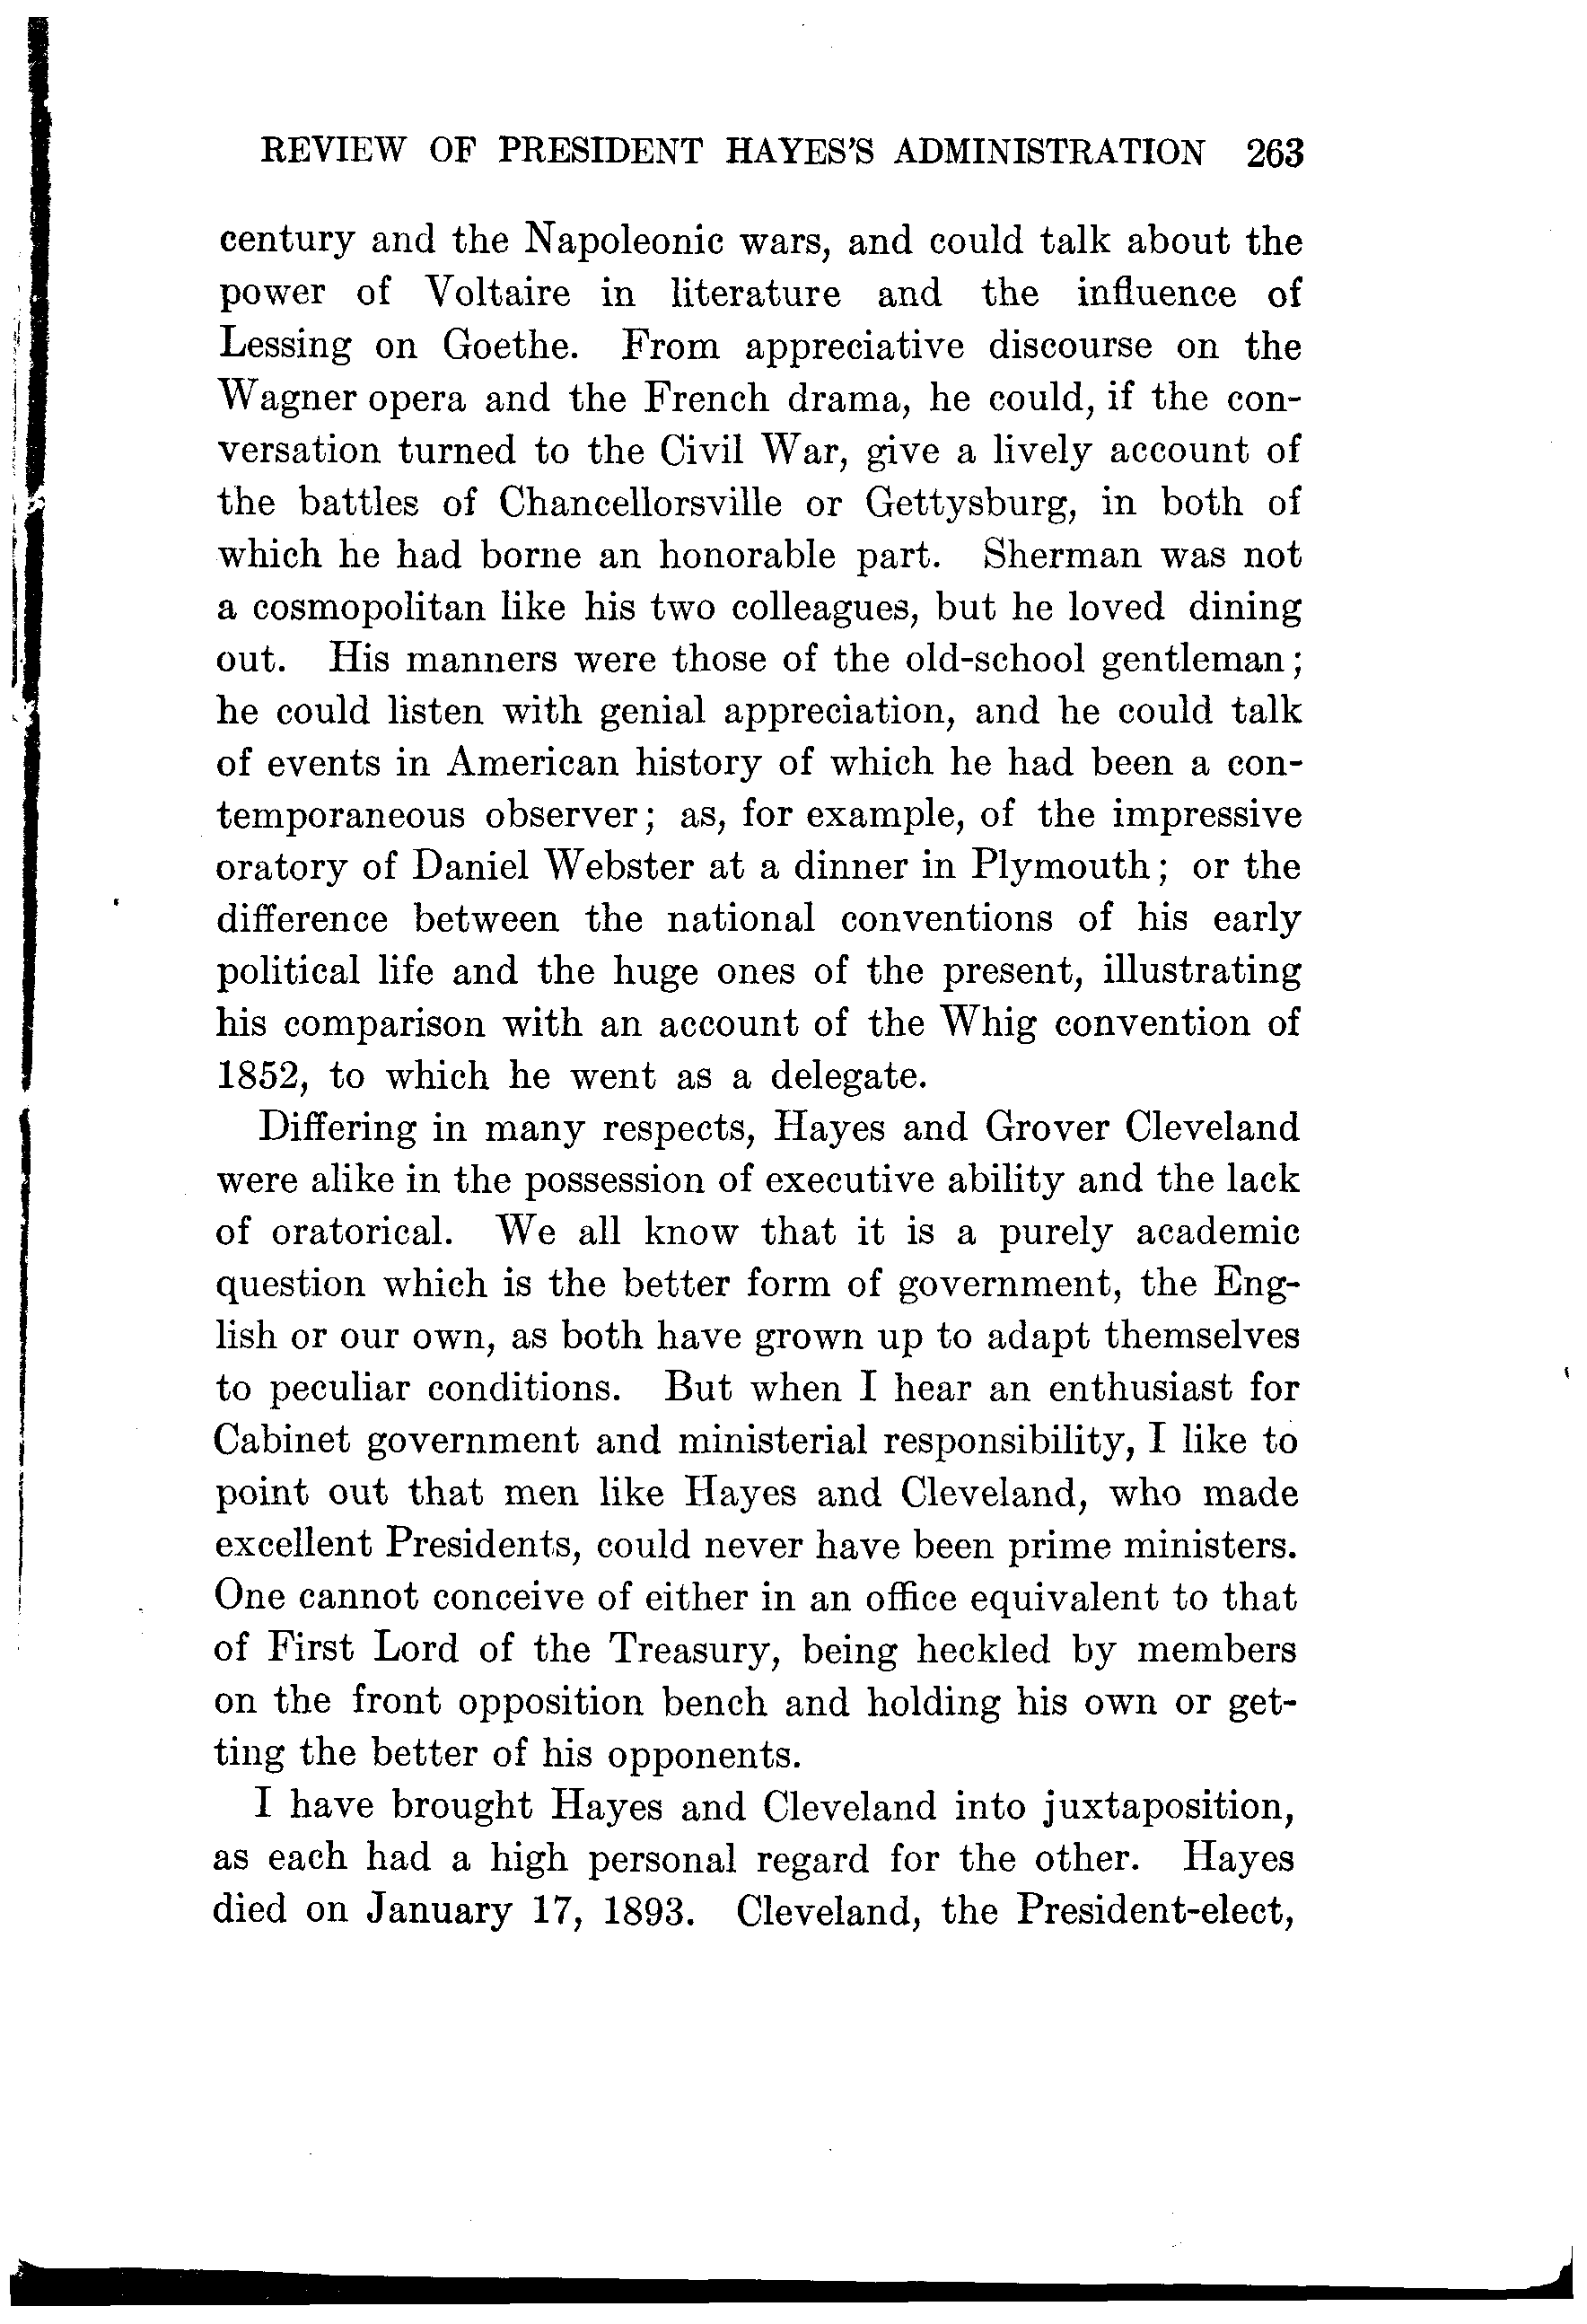 REVIEW OF PRESIDENT HAYES'S ADMINISTRATION 263
century and the Napoleonic wars, and could talk about the
power of Voltaire in literature and the influence of
Lessing on Goethe. From appreciative discourse on the
Wagner opera and the French drama, he could, if the con-
versation turned to the Civil War, give a lively account of
the battles of Chancellorsville or Gettysburg, in both of
which he had borne an honorable part. Sherman was not
a cosmopolitan like his two colleagues, but he loved dining
out. His manners were those of the old-school gentleman;
he could listen with genial appreciation, and he could talk
of events in American history of which he had been a con-
temporaneous observer; as, for example, of the impressive
oratory of Daniel Webster at a dinner in Plymouth; or the
difference between the national conventions of his early
political life and the huge ones of the present, illustrating
his comparison with an account of the Whig convention of
1852, to which he went as a delegate.
Differing in many respects, Hayes and Grover Cleveland
were alike in the possession of executive ability and the lack
of oratorical. We all know that it is a purely academic
question which is the better form of government, the Eng-
lish or our own, as both have grown up to adapt themselves
to peculiar conditions. But when I hear an enthusiast for
Cabinet government and ministerial responsibility, I like to
point out that men like Hayes and Cleveland, who made
excellent Presidents, could never have been prime ministers.
One cannot conceive of either in an office equivalent to that
of First Lord of the Treasury, being heckled by members
on the front opposition bench and holding his own or get-
ting the better of his opponents.
I have brought Hayes and Cleveland into juxtaposition,
as each had a high personal regard for the other. Hayes
died on January 17, 1893. Cleveland, the President-elect,